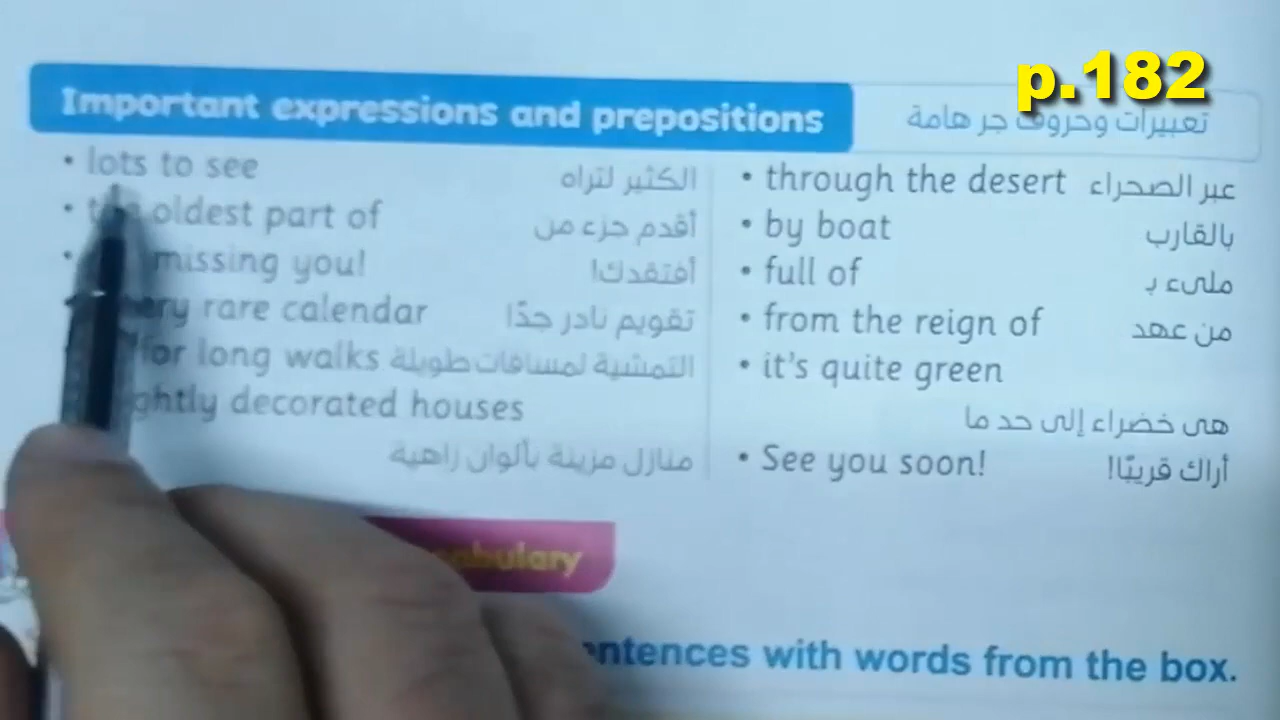 p.182
Important expressions and prepositions تعبيرات وحروف جر هامة
• lots to see الكثير لتراه
• oldest part of أقدم جزء من
• missing you! أفتقدك!
rare calendar تقويم نادر جدًا
for long walks التمشية لمسافات طويلة
decorated houses
منازل مزينة بألوان زاهية
• through the desert عبر الصحراء
• by boat بالقارب
• full of ملىء بـ
• from the reign of من عهد
• it's quite green
هى خضراء إلى حد ما
• See you soon! أراك قريبًا!
with words from the box.